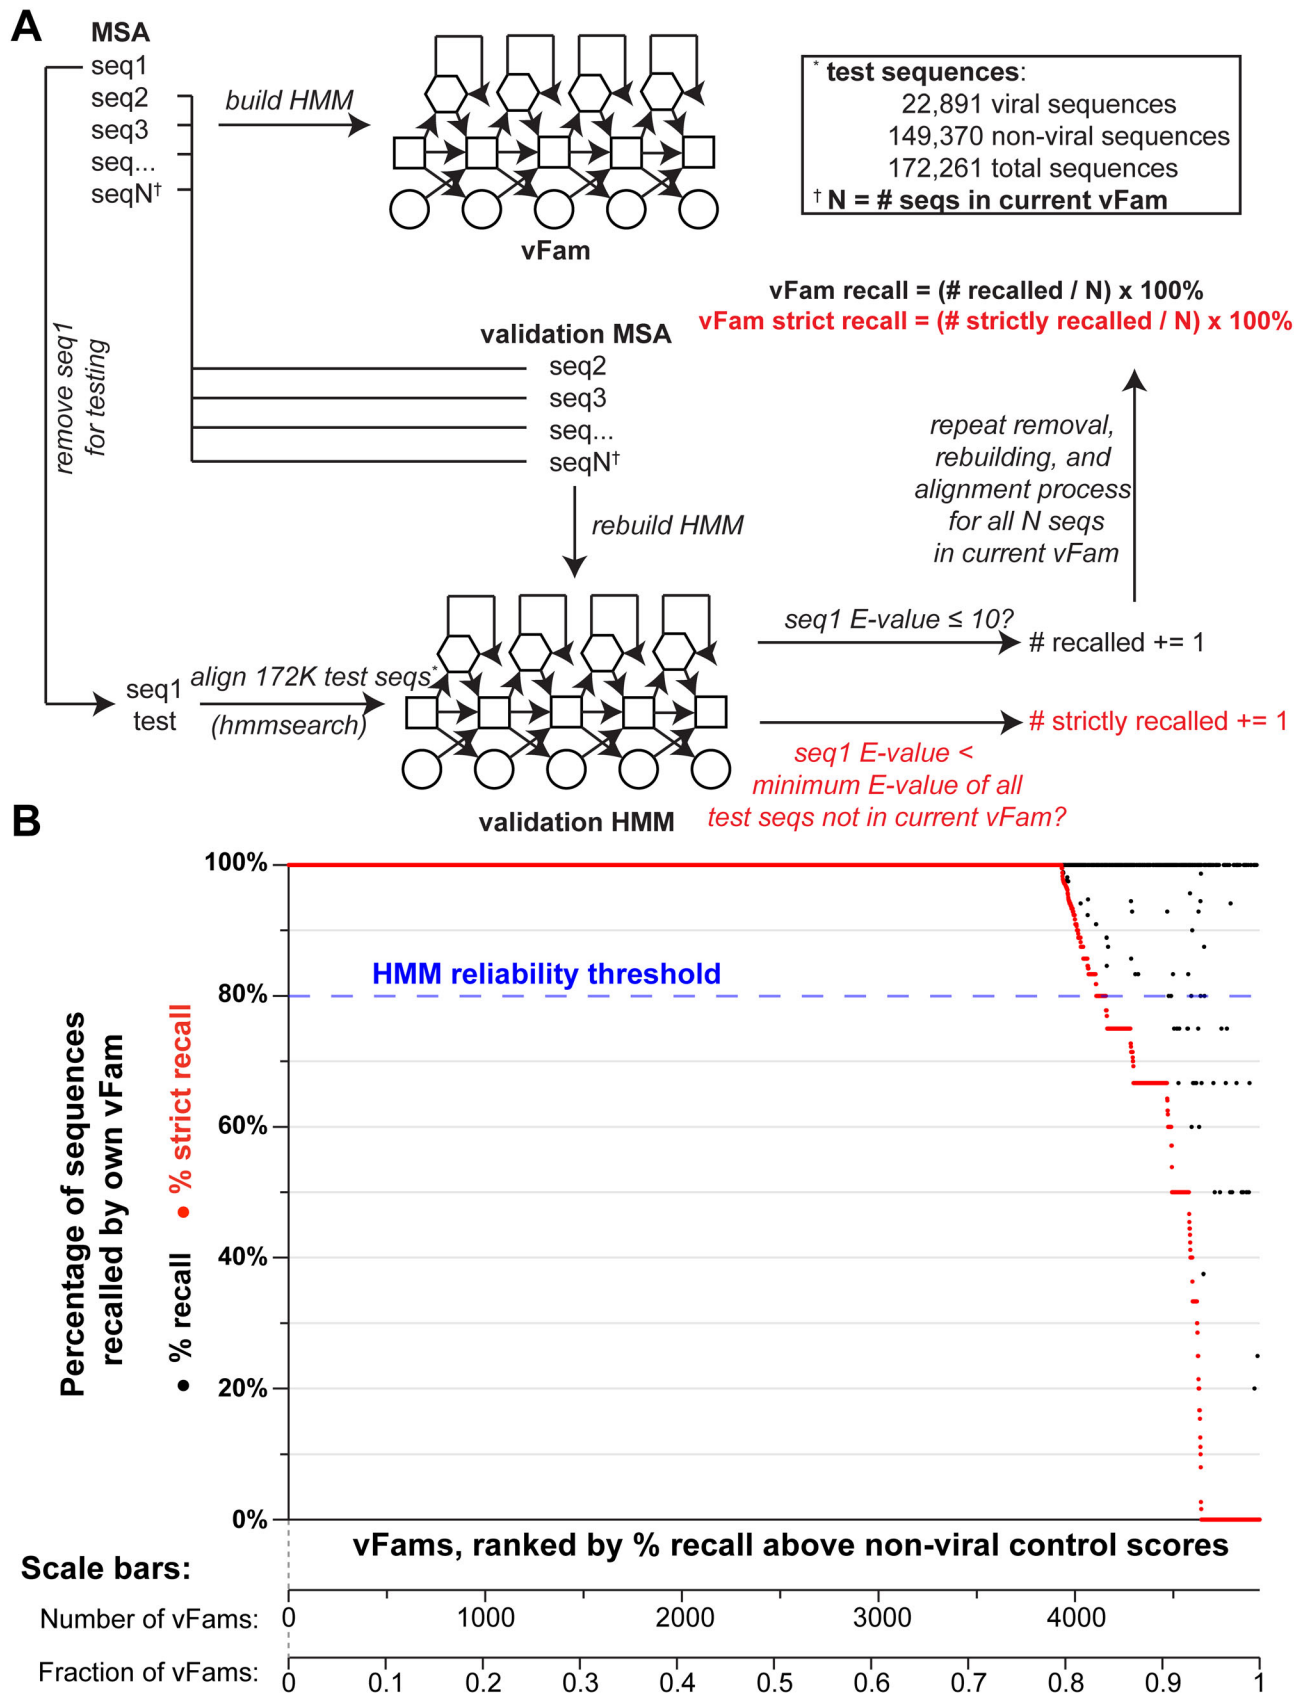 A
MSA
seq1
seq2
seq3
seq...
seqN†
build HMM
vFam
* test sequences:
22,891 viral sequences
149,370 non-viral sequences
172,261 total sequences
† N = # seqs in current vFam
vFam recall = (# recalled / N) x 100%
vFam strict recall = (# strictly recalled / N) x 100%
remove seq1
for testing
validation MSA
seq2
seq3
seq...
seqN†
rebuild HMM
repeat removal,
rebuilding, and
alignment process
for all N seqs
in current vFam
seq1
test
align 172K test seqs*
(hmmsearch)
validation HMM
seq1 E-value ≤ 10?
# recalled += 1
# strictly recalled += 1
seq1 E-value <
minimum E-value of all
test seqs not in current vFam?
B
Percentage of sequences
recalled by own vFam
● % recall ● % strict recall
100%
80%
60%
40%
20%
0%
HMM reliability threshold
vFams, ranked by % recall above non-viral control scores
Scale bars:
Number of vFams: 0 1000 2000 3000 4000
Fraction of vFams: 0 0.1 0.2 0.3 0.4 0.5 0.6 0.7 0.8 0.9 1